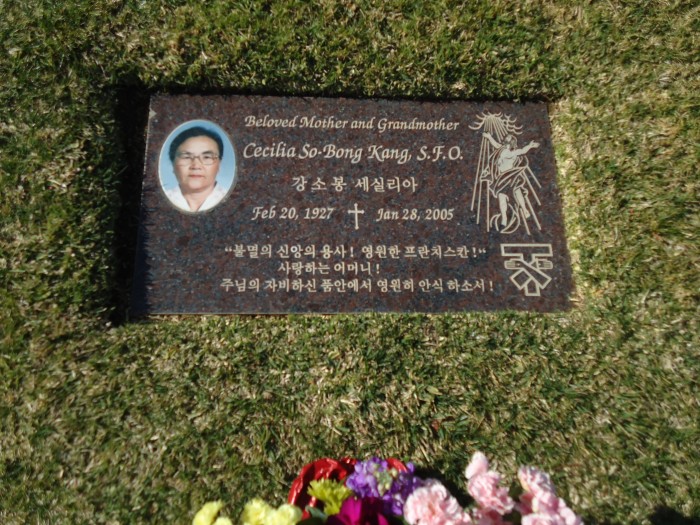 Beloved Mother and Grandmother
Cecilia So-Bong Kang, S.F.O.
강소봉 세실리아
Feb 20, 1927 Jan 28, 2005
"불멸의 신앙의 용사! 영원한 프란치스칸!"
사랑하는 어머니!
주님의 자비하신 품안에서 영원히 안식 하소서!